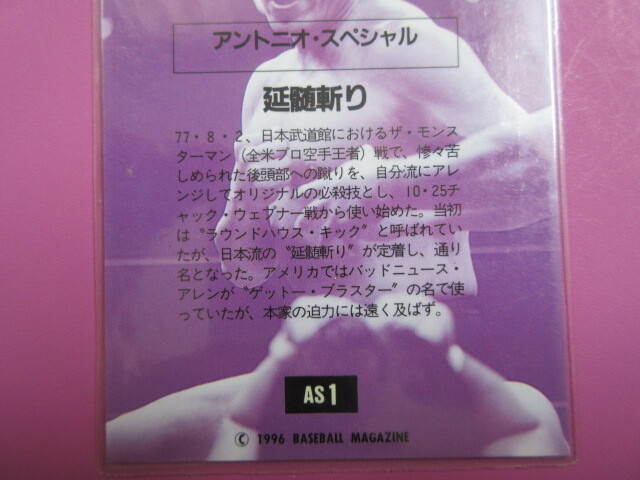 アントニオ・スペシャル
延髄斬り
77・8・2、日本武道館におけるザ・モンス
ターマン（全米プロ空手王者）戦で、惨々苦
しめられた後頭部への蹴りを、自分流にアレ
ンジしてオリジナルの必殺技とし、10・25チ
ャック・ウェプナー戦から使い始めた。当初
は〝ラウンドハウス・キック〟と呼ばれてい
たが、日本流の〝延髄斬り〟が定着し、通り
名となった。アメリカではバッドニュース・
アレンが〝ゲットー・ブラスター〟の名で使
っていたが、本家の迫力には遠く及ばず。
AS1
© 1996 BASEBALL MAGAZINE